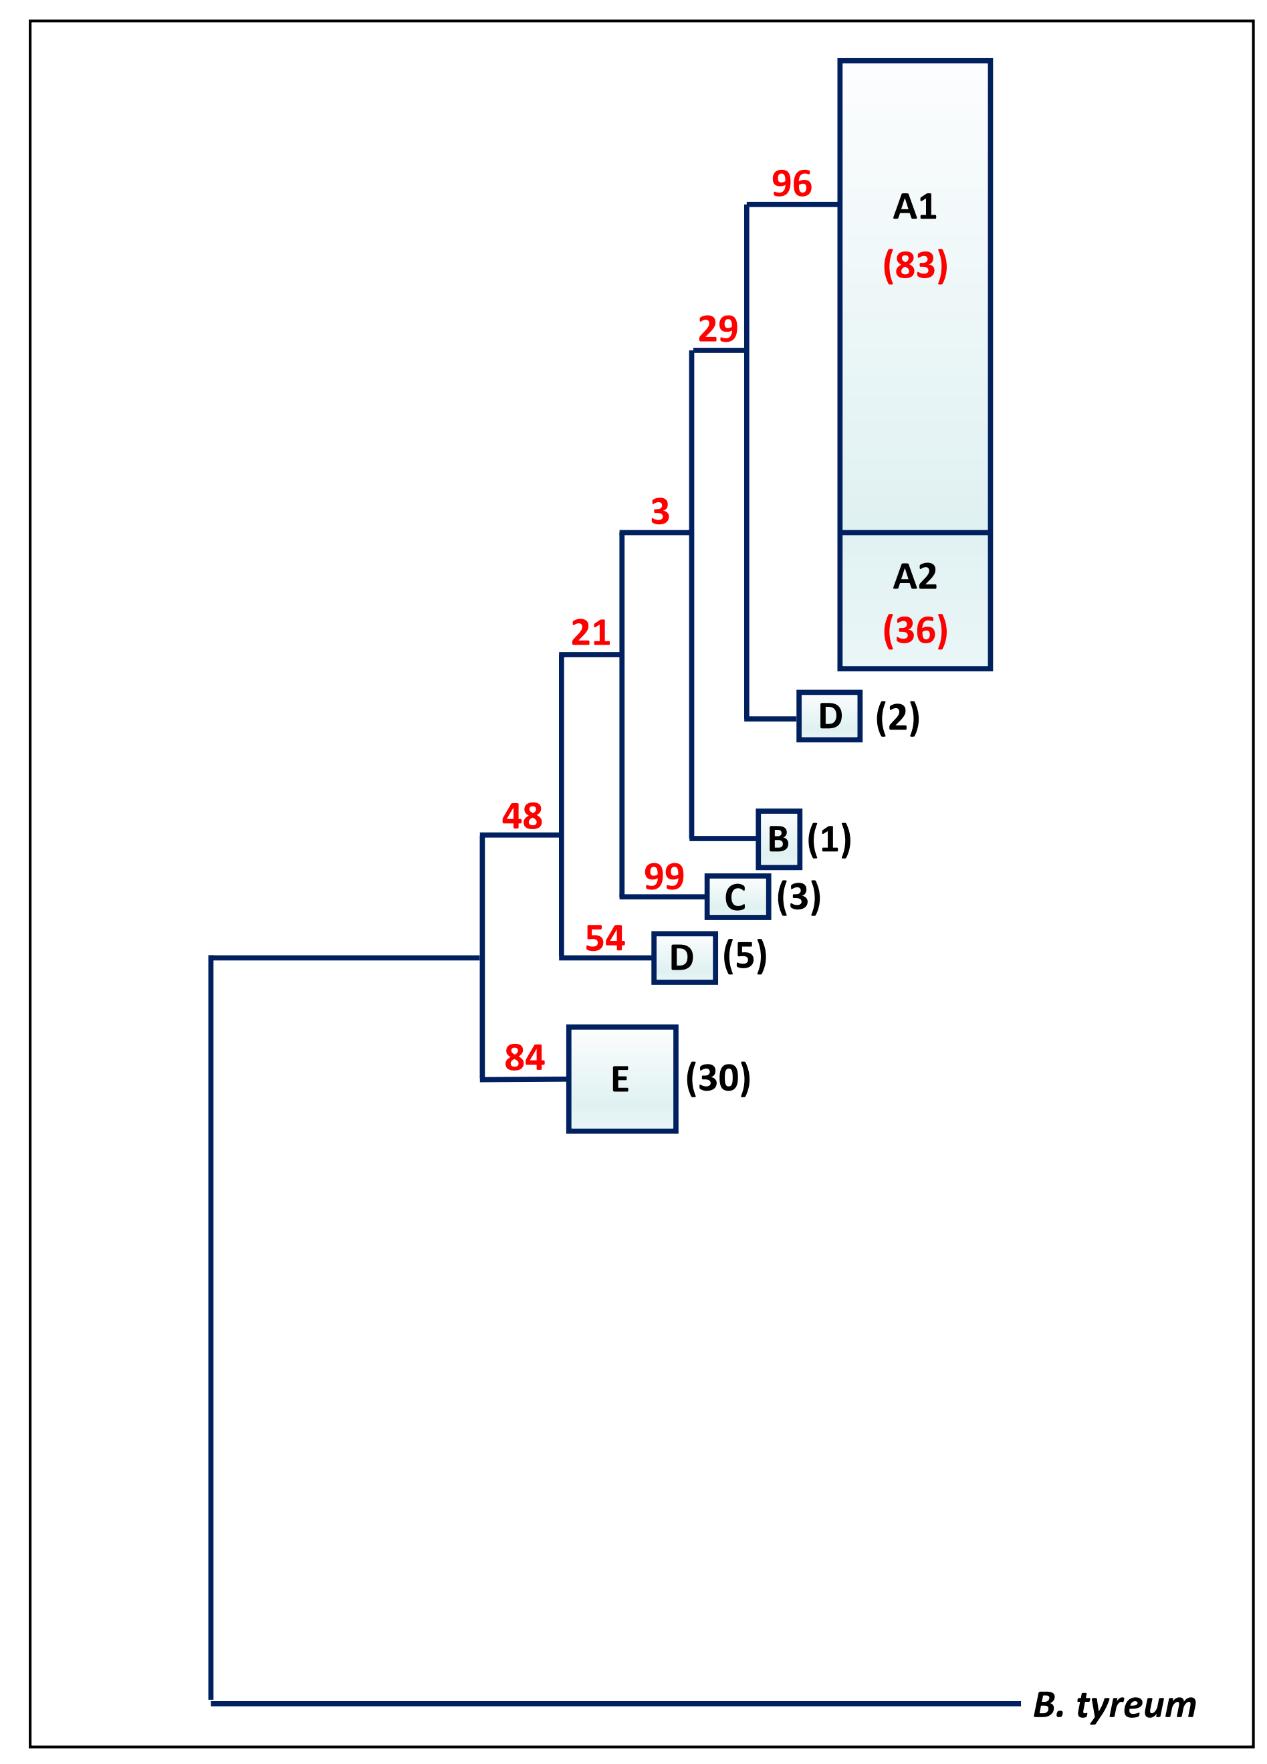 96
A1
(83)
29
3
A2
(36)
21
D (2)
48
B (1)
99
C (3)
54
D (5)
84
E (30)
B. tyreum